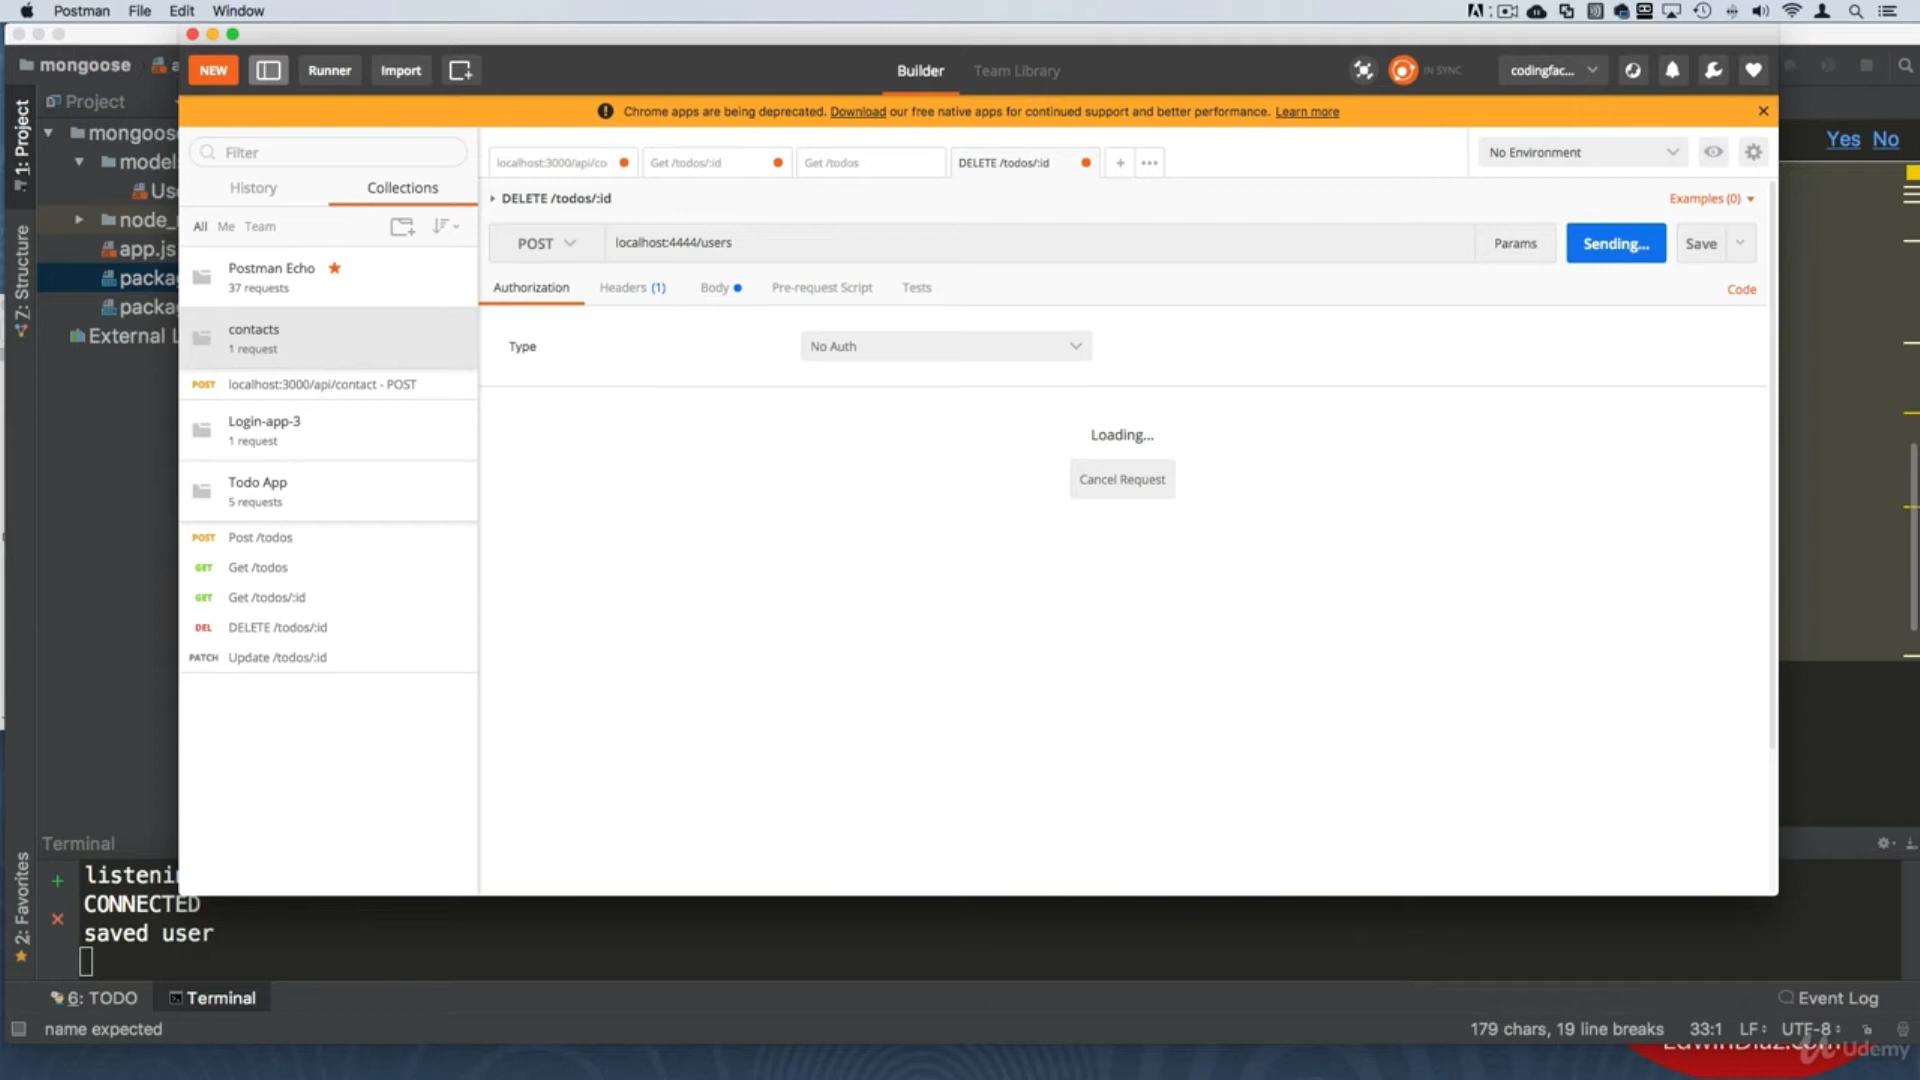 Postman File Edit Window
NEW Runner Import Builder Team Library IN SYNC codingfac...
mongoose
Project
Chrome apps are being deprecated. Download our free native apps for continued support and better performance. Learn more
1: Project
Z: Structure
2: Favorites
Yes No
Filter
History Collections
All Me Team
Postman Echo
37 requests
contacts
1 request
POST localhost:3000/api/contact - POST
Login-app-3
1 request
Todo App
5 requests
POST Post /todos
GET Get /todos
GET Get /todos/:id
DEL DELETE /todos/:id
PATCH Update /todos/:id
localhost:3000/api/co Get /todos/:id Get /todos DELETE /todos/:id + ••• No Environment
DELETE /todos/:id Examples (0)
POST localhost:4444/users Params Sending... Save
Authorization Headers (1) Body Pre-request Script Tests Code
Type No Auth
Loading...
Cancel Request
mongoos
model
Us
node_
app.js
packa
packa
External L
Terminal
listeni
CONNECTED
saved user
6: TODO Terminal Event Log
name expected 179 chars, 19 line breaks 33:1 LF: UTF-8:
Udemy